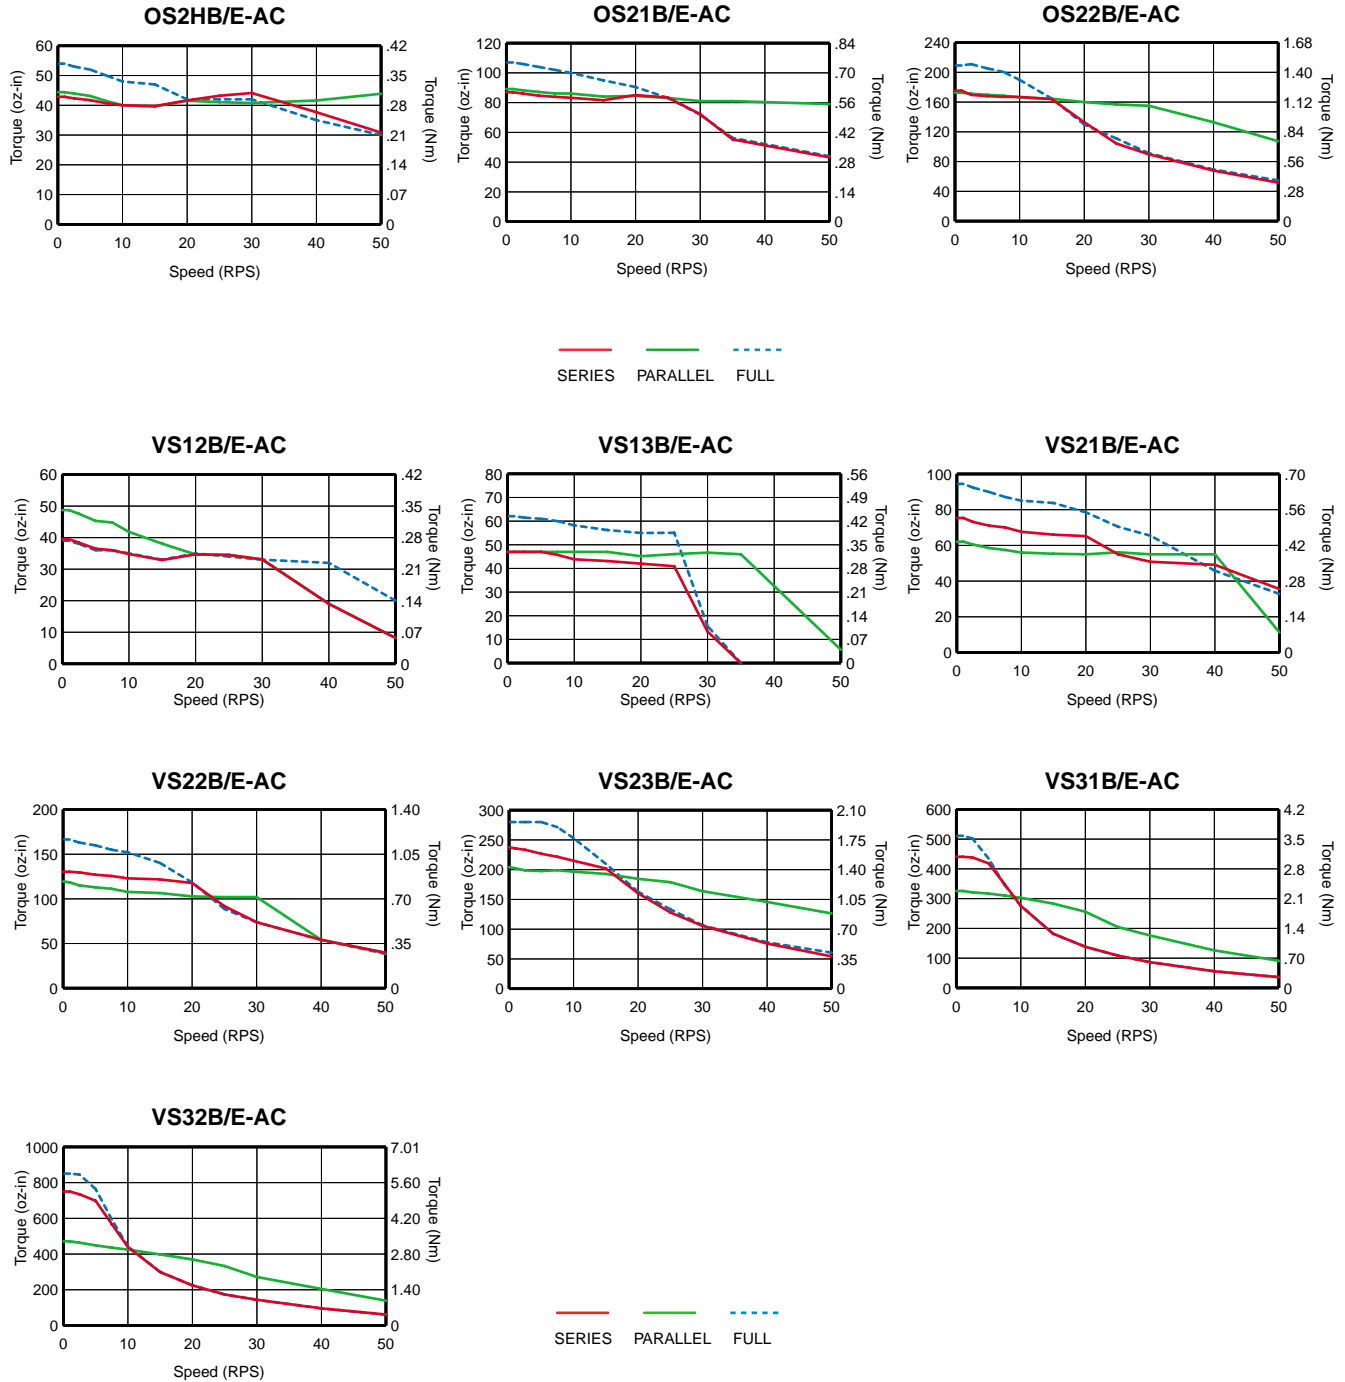 OS2HB/E-AC
60
50
40
30
20
10
0
.42
.35
.28
.21
.14
.07
0
0 10 20 30 40 50
Torque (oz-in)
Torque (Nm)
Speed (RPS)
OS21B/E-AC
120
100
80
60
40
20
0
.84
.70
.56
.42
.28
.14
0
0 10 20 30 40 50
Torque (oz-in)
Torque (Nm)
Speed (RPS)
OS22B/E-AC
240
200
160
120
80
40
0
1.68
1.40
1.12
.84
.56
.28
0
0 10 20 30 40 50
Torque (oz-in)
Torque (Nm)
Speed (RPS)
SERIES PARALLEL FULL
VS12B/E-AC
60
50
40
30
20
10
0
.42
.35
.28
.21
.14
.07
0
0 10 20 30 40 50
Torque (oz-in)
Torque (Nm)
Speed (RPS)
VS13B/E-AC
80
70
60
50
40
30
20
10
0
.56
.49
.42
.35
.28
.21
.14
.07
0
0 10 20 30 40 50
Torque (oz-in)
Torque (Nm)
Speed (RPS)
VS21B/E-AC
100
80
60
40
20
0
.70
.56
.42
.28
.14
0
0 10 20 30 40 50
Torque (oz-in)
Torque (Nm)
Speed (RPS)
VS22B/E-AC
200
150
100
50
0
1.40
1.05
.70
.35
0
0 10 20 30 40 50
Torque (oz-in)
Torque (Nm)
Speed (RPS)
VS23B/E-AC
300
250
200
150
100
50
0
2.10
1.75
1.40
1.05
.70
.35
0
0 10 20 30 40 50
Torque (oz-in)
Torque (Nm)
Speed (RPS)
VS31B/E-AC
600
500
400
300
200
100
0
4.2
3.5
2.8
2.1
1.4
.70
0
0 10 20 30 40 50
Torque (oz-in)
Torque (Nm)
Speed (RPS)
VS32B/E-AC
1000
800
600
400
200
0
7.01
5.60
4.20
2.80
1.40
0
0 10 20 30 40 50
Torque (oz-in)
Torque (Nm)
Speed (RPS)
SERIES PARALLEL FULL